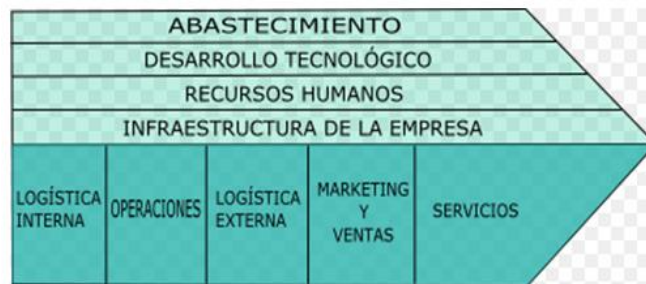 ABASTECIMIENTO
DESARROLLO TECNOLÓGICO
RECURSOS HUMANOS
INFRAESTRUCTURA DE LA EMPRESA
LOGÍSTICA
INTERNA
OPERACIONES
LOGÍSTICA
EXTERNA
MARKETING
Y
VENTAS
SERVICIOS